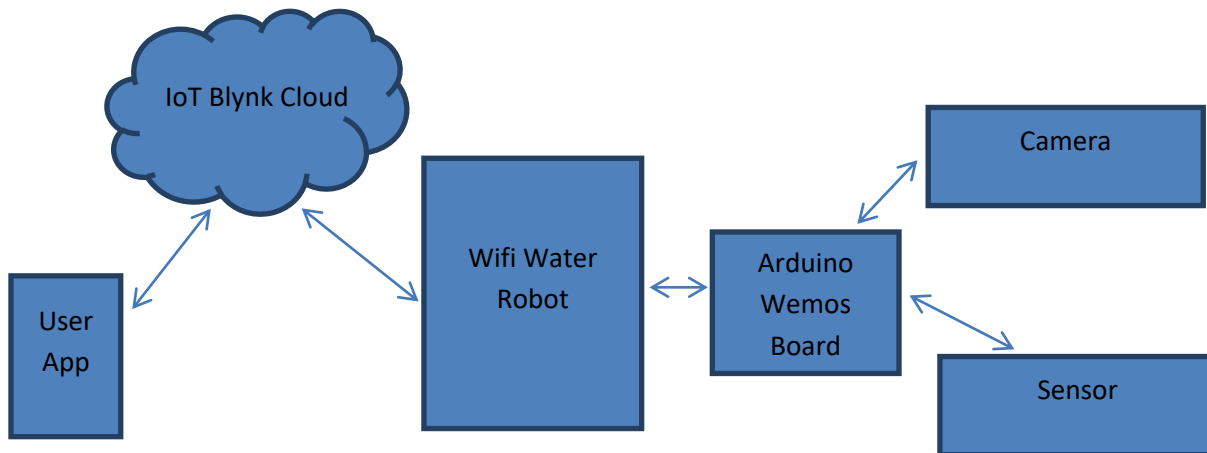 IoT Blynk Cloud
User
App
Wifi Water
Robot
Arduino
Wemos
Board
Camera
Sensor